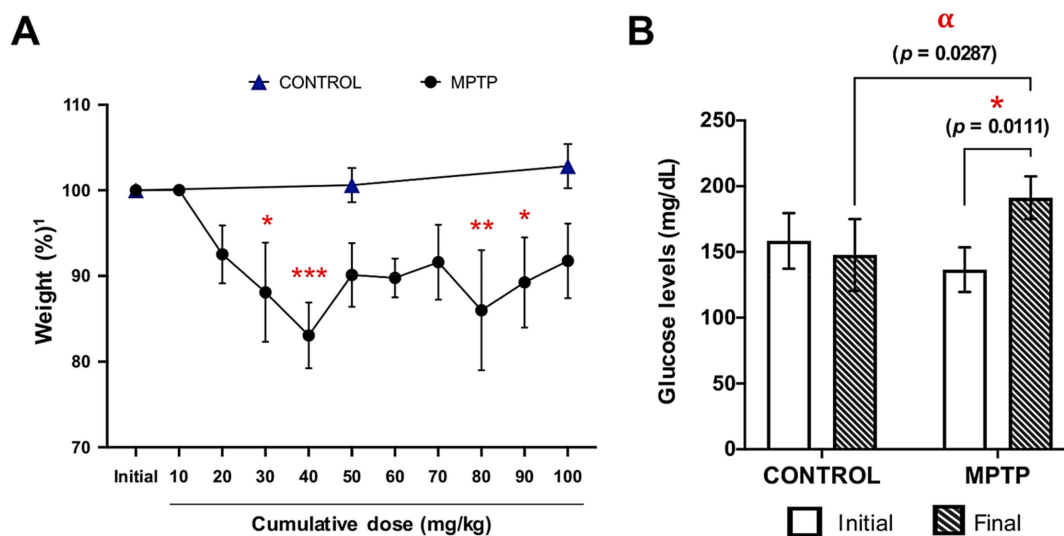 A
CONTROL MPTP
110
100
90
80
70
Weight (%)¹
*
***
**
*
Initial 10 20 30 40 50 60 70 80 90 100
Cumulative dose (mg/kg)
B
α
(p = 0.0287)
*
(p = 0.0111)
250
200
150
100
50
0
Glucose levels (mg/dL)
CONTROL MPTP
Initial Final